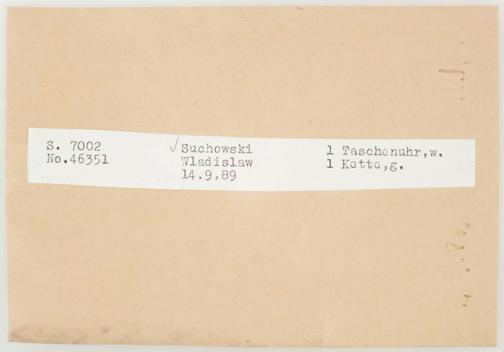 S. 7002
No.46351
Suchowski
Wladislaw
14.9.89
1 Taschenuhr,w.
1 Kette,g.